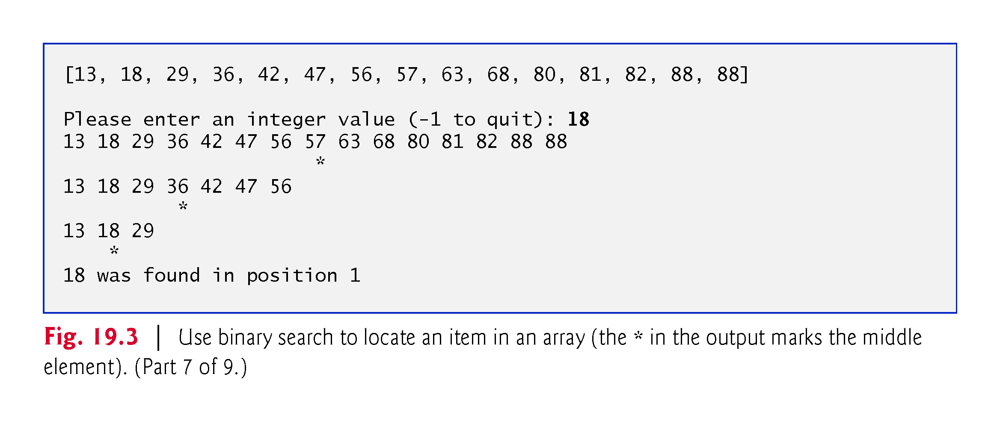 [13, 18, 29, 36, 42, 47, 56, 57, 63, 68, 80, 81, 82, 88, 88]
Please enter an integer value (-1 to quit): 18
13 18 29 36 42 47 56 57 63 68 80 81 82 88 88
*
13 18 29 36 42 47 56
*
13 18 29
*
18 was found in position 1
Fig. 19.3 | Use binary search to locate an item in an array (the * in the output marks the middle
element). (Part 7 of 9.)